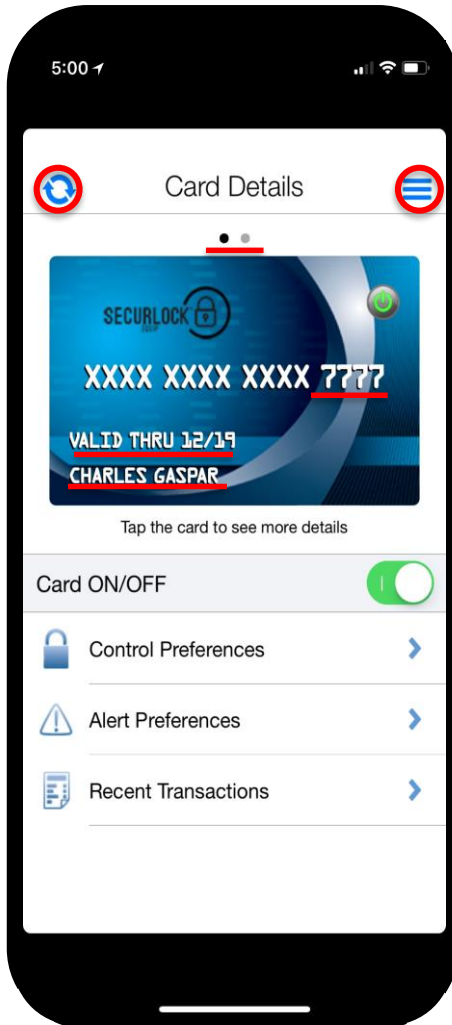 5:00
Card Details
SECURLOCK
XXXX XXXX XXXX 7777
VALID THRU 12/19
CHARLES GASPAR
Tap the card to see more details
Card ON/OFF
Control Preferences
Alert Preferences
Recent Transactions